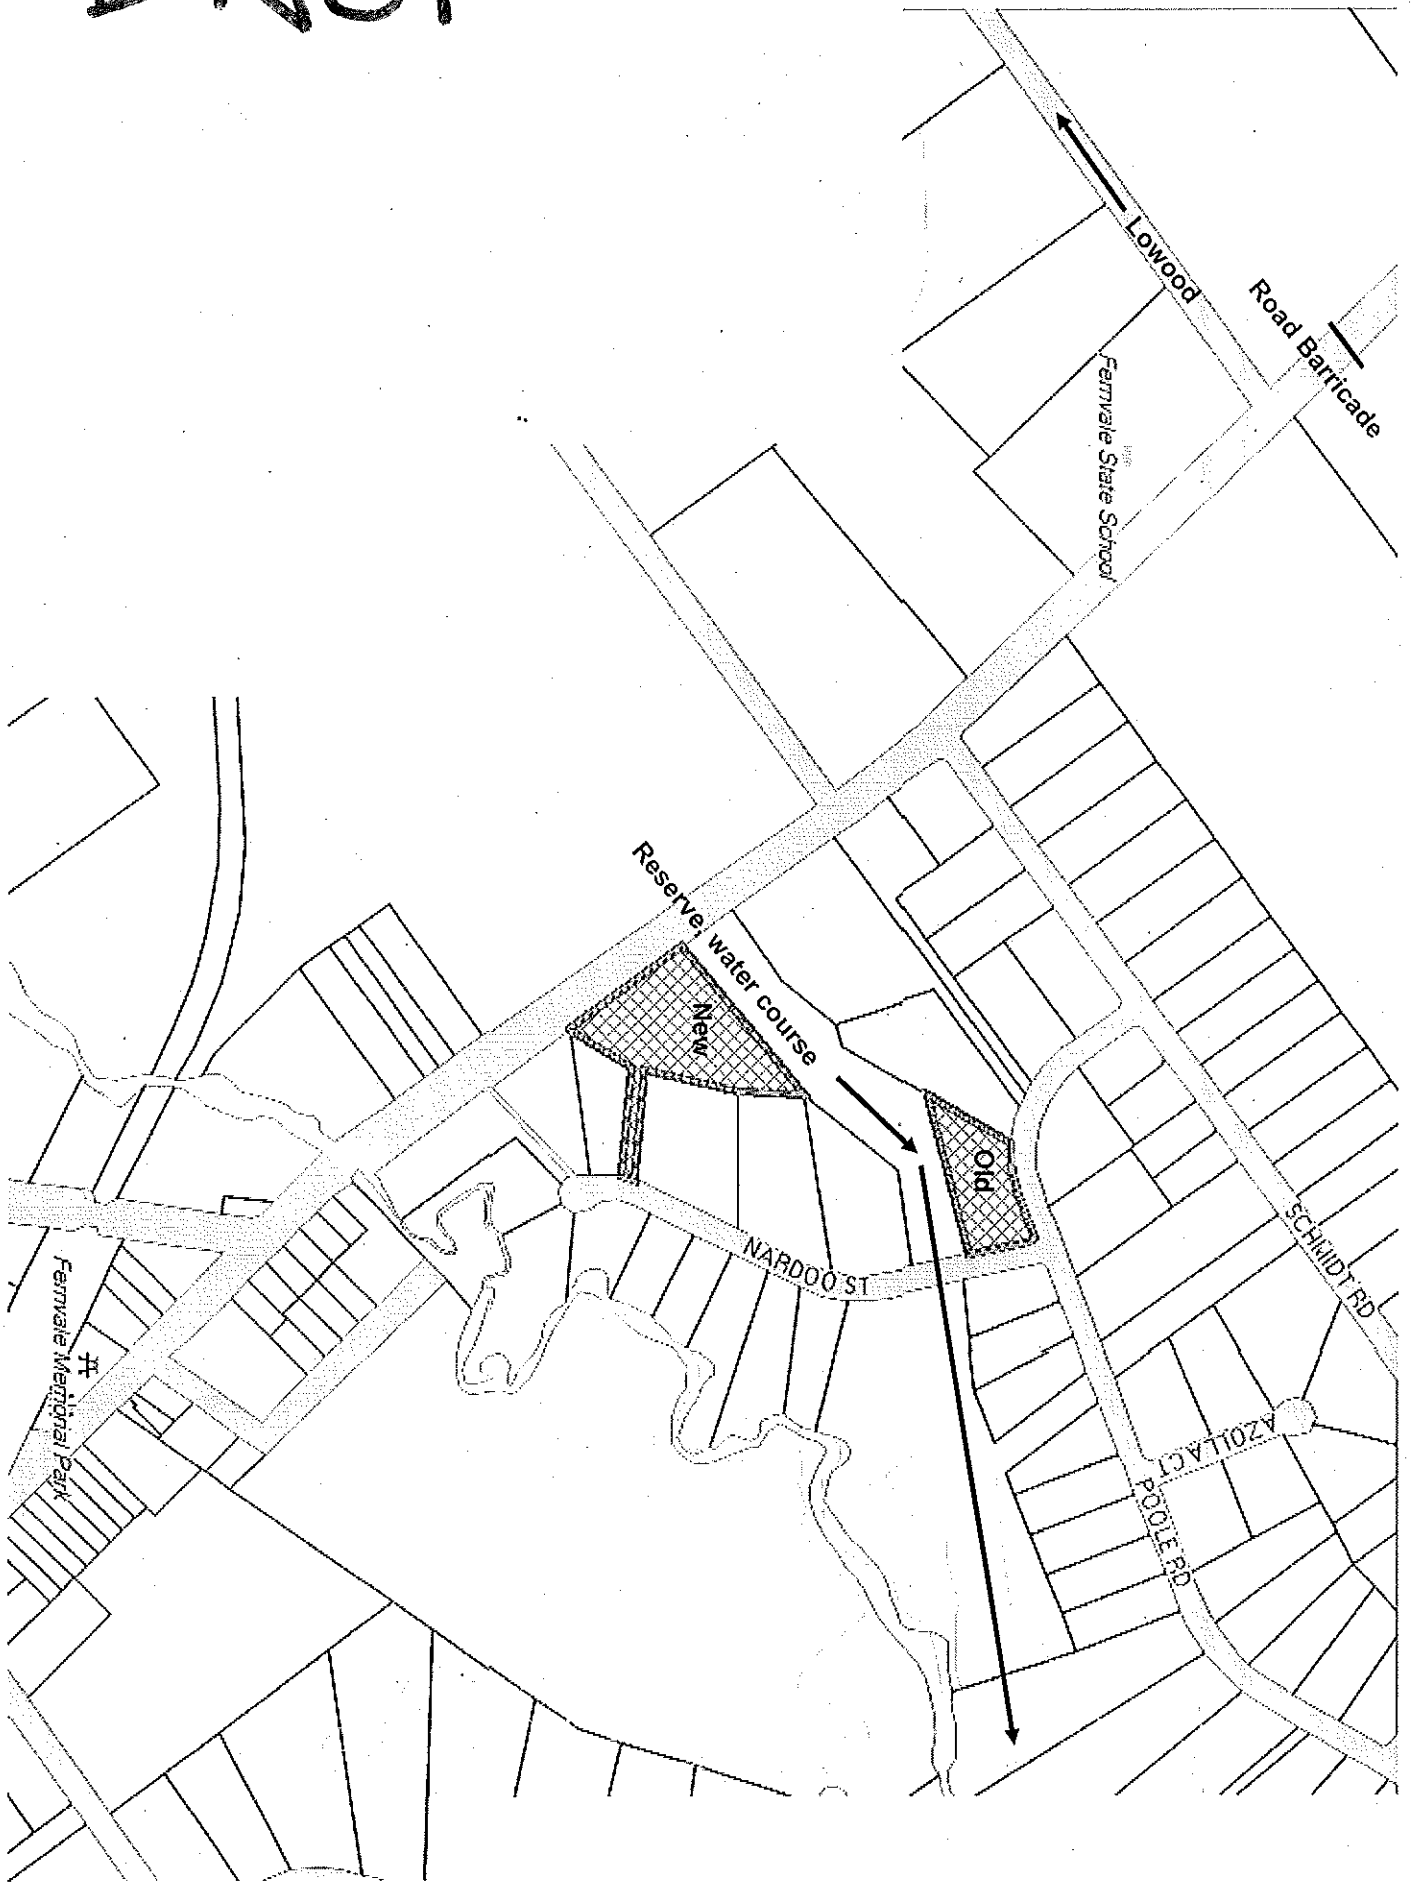 Lowood
Road Barricade
Fernvale State School
Reserve, water course
New
Old
NARDOO ST
SCHMIDT RD
AZOLLA CT
POOLE RD
Fernvale Memorial Park